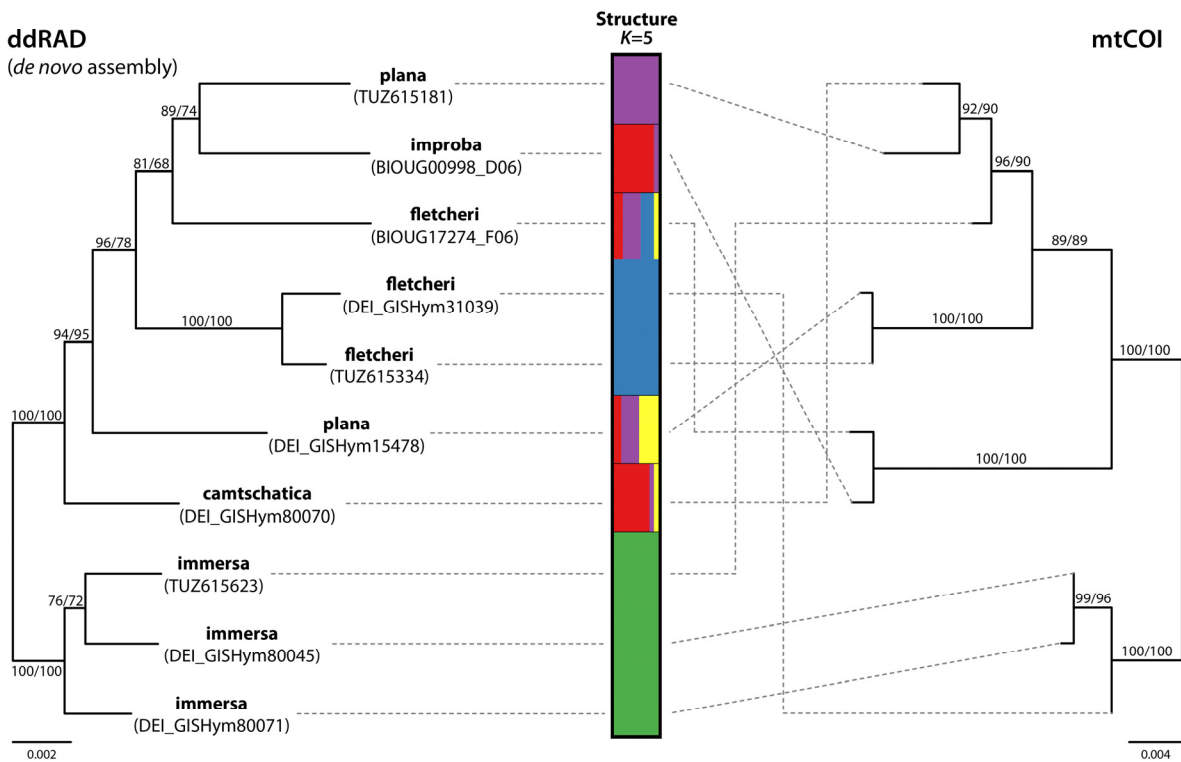 ddRAD
(de novo assembly)
Structure
K=5
mtCOI
plana
(TUZ615181)
89/74
92/90
improba
(BIOUG00998_D06)
81/68
96/90
fletcheri
(BIOUG17274_F06)
96/78
89/89
fletcheri
(DEI_GISHym31039)
100/100
100/100
94/95
fletcheri
(TUZ615334)
100/100
100/100
plana
(DEI_GISHym15478)
100/100
camtschatica
(DEI_GISHym80070)
immersa
(TUZ615623)
76/72
99/96
immersa
(DEI_GISHym80045)
100/100
100/100
immersa
(DEI_GISHym80071)
0.002
0.004